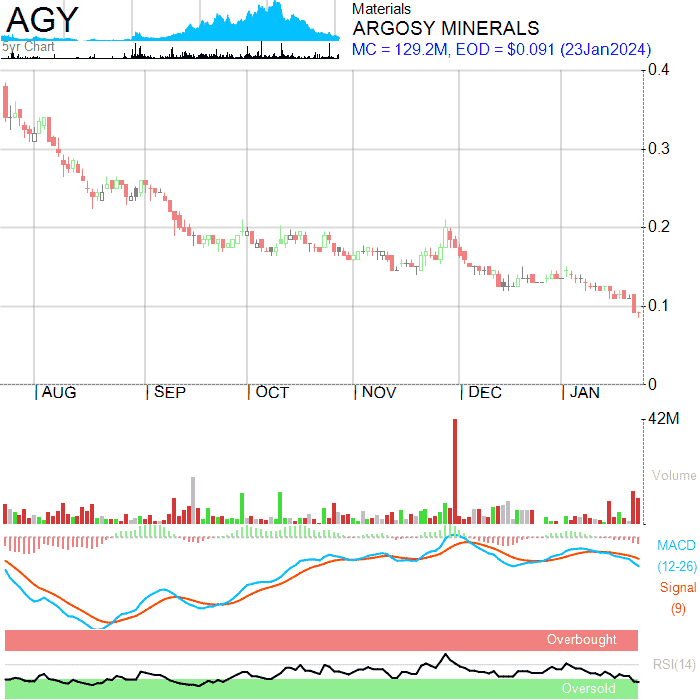 AGY
5yr Chart
Materials
ARGOSY MINERALS
MC = 129.2M, EOD = $0.091 (23Jan2024)
0.4
0.3
0.2
0.1
0
AUG SEP OCT NOV DEC JAN
42M
Volume
MACD
(12-26)
Signal
(9)
Overbought
RSI(14)
Oversold